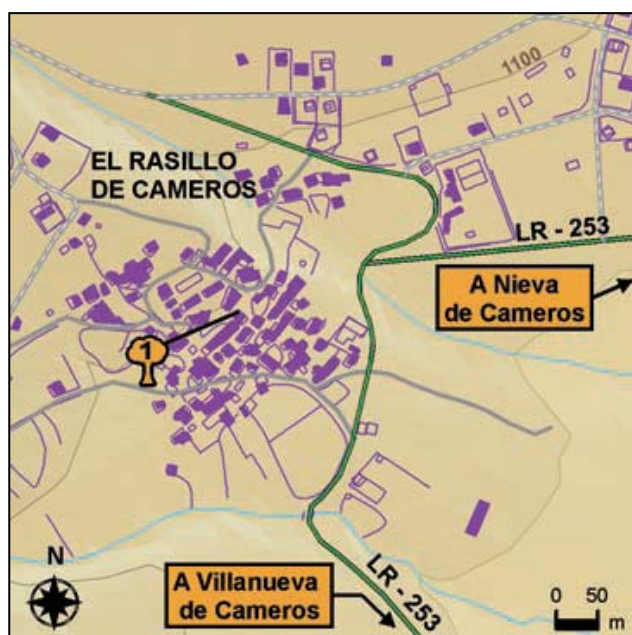 1100
EL RASILLO
DE CAMEROS
LR - 253
A Nieva
de Cameros
1
N
A Villanueva
de Cameros
LR - 253
0 50
m